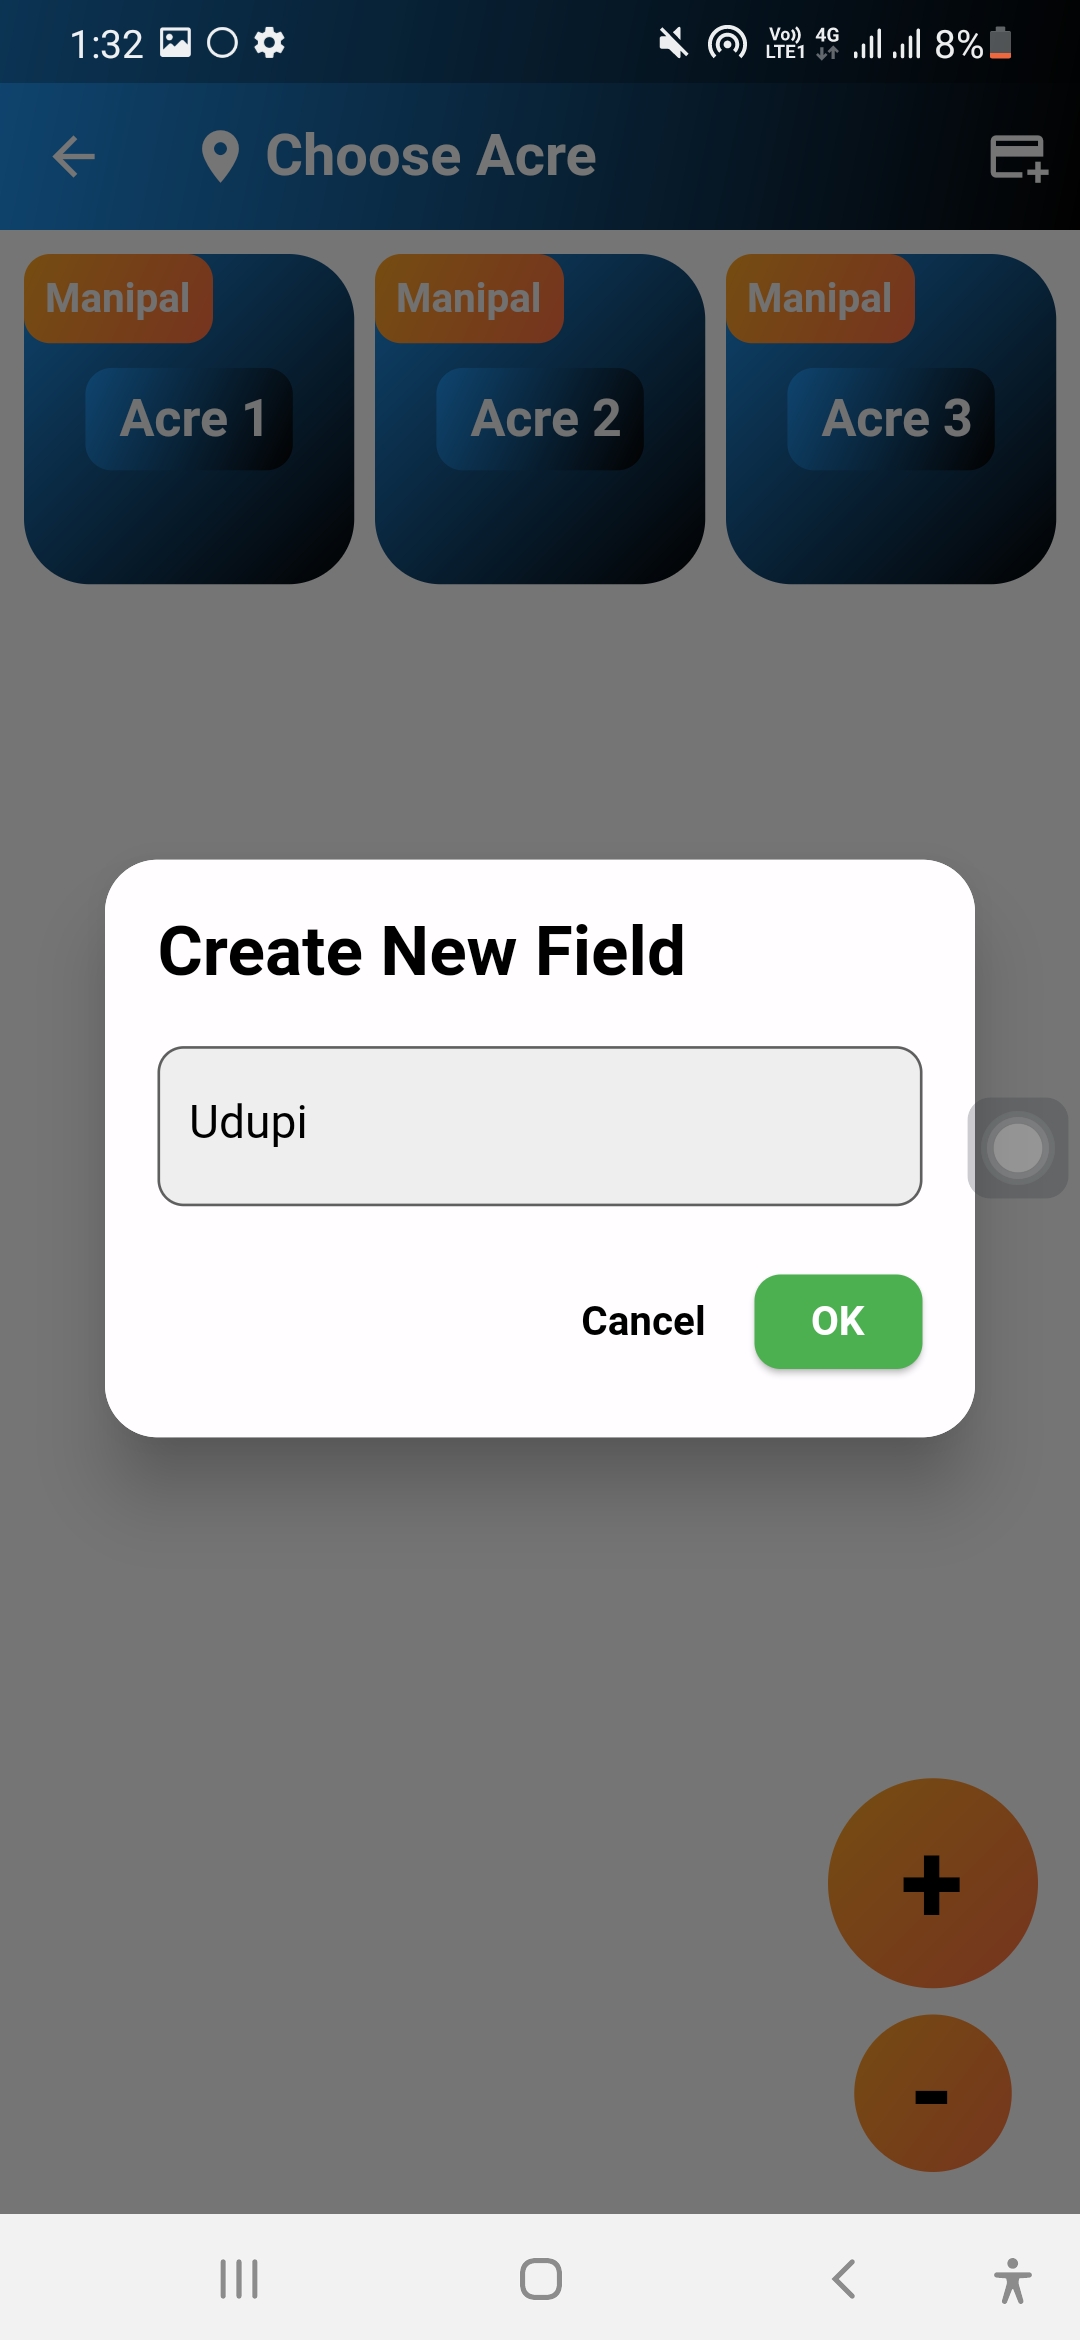 1:32 Vo)) LTE1 4G 8%
Choose Acre
Manipal Manipal Manipal
Acre 1 Acre 2 Acre 3
Create New Field
Udupi
Cancel OK
+
-